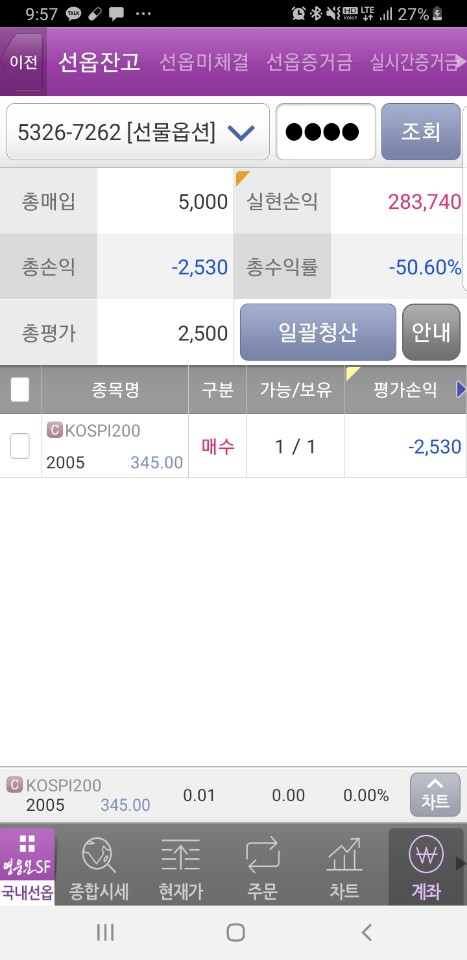 9:57 HD Voice LTE 27%
이전 선옵잔고 선옵미체결 선옵증거금 실시간증거금
5326-7262 [선물옵션] ●●●● 조회
총매입 5,000 실현손익 283,740
총손익 -2,530 총수익률 -50.60%
총평가 2,500 일괄청산 안내
종목명 구분 가능/보유 평가손익
C KOSPI200
2005 345.00 매수 1 / 1 -2,530
C KOSPI200
2005 345.00 0.01 0.00 0.00% 차트
영웅문SF
국내선옵 종합시세 현재가 주문 차트 계좌